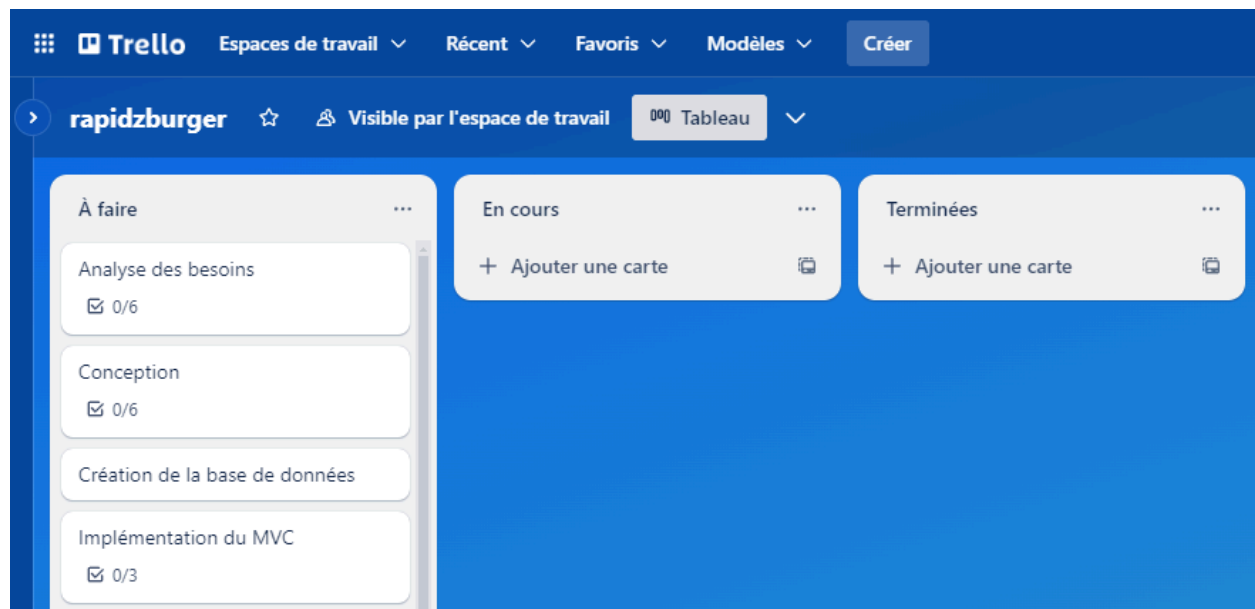 Trello Espaces de travail Récent Favoris Modèles Créer
rapidzburger Visible par l'espace de travail Tableau
À faire
Analyse des besoins
0/6
Conception
0/6
Création de la base de données
Implémentation du MVC
0/3
En cours
+ Ajouter une carte
Terminées
+ Ajouter une carte